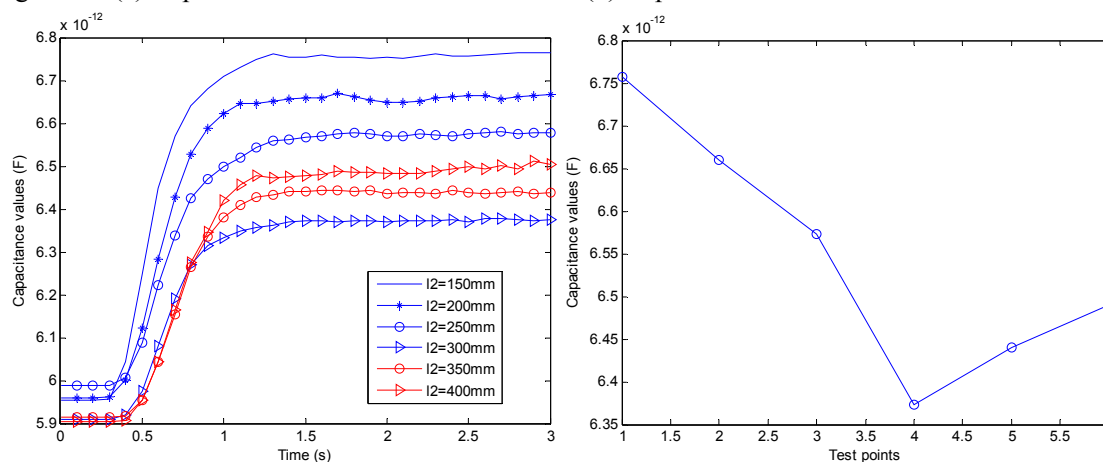 x 10^-12
6.8
6.7
6.6
6.5
6.4
6.3
6.2
6.1
6
5.9
Capacitance values (F)
0 0.5 1 1.5 2 2.5 3
Time (s)
l2=150mm
l2=200mm
l2=250mm
l2=300mm
l2=350mm
l2=400mm
x 10^-12
6.8
6.75
6.7
6.65
6.6
6.55
6.5
6.45
6.4
6.35
Capacitance values (F)
1 1.5 2 2.5 3 3.5 4 4.5 5 5.5
Test points